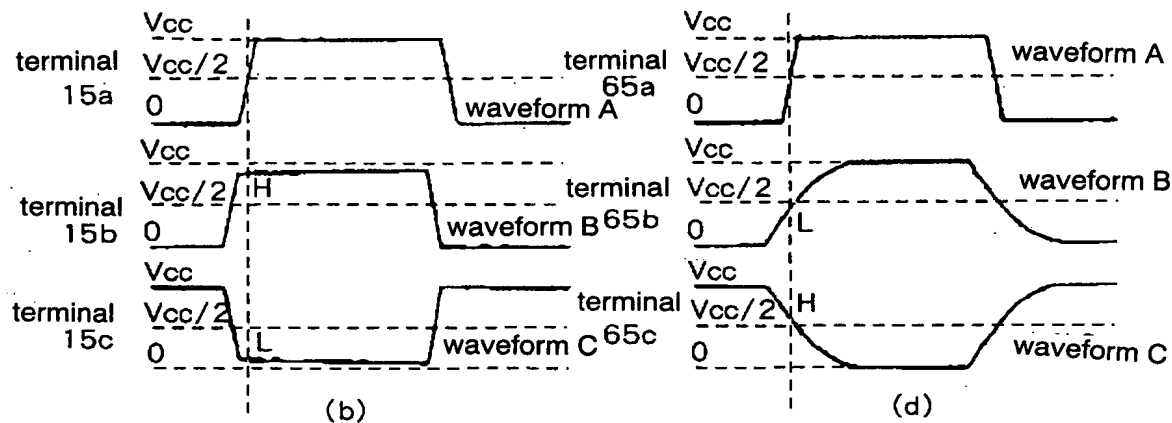 Vcc
terminal
15a
Vcc/2
0
waveform A
Vcc
terminal
15b
Vcc/2
H
0
waveform B
Vcc
terminal
15c
Vcc/2
L
0
waveform C
(b)
Vcc
waveform A
terminal
65a
Vcc/2
0
Vcc
terminal
65b
Vcc/2
waveform B
L
0
Vcc
terminal
65c
H
Vcc/2
0
waveform C
(d)